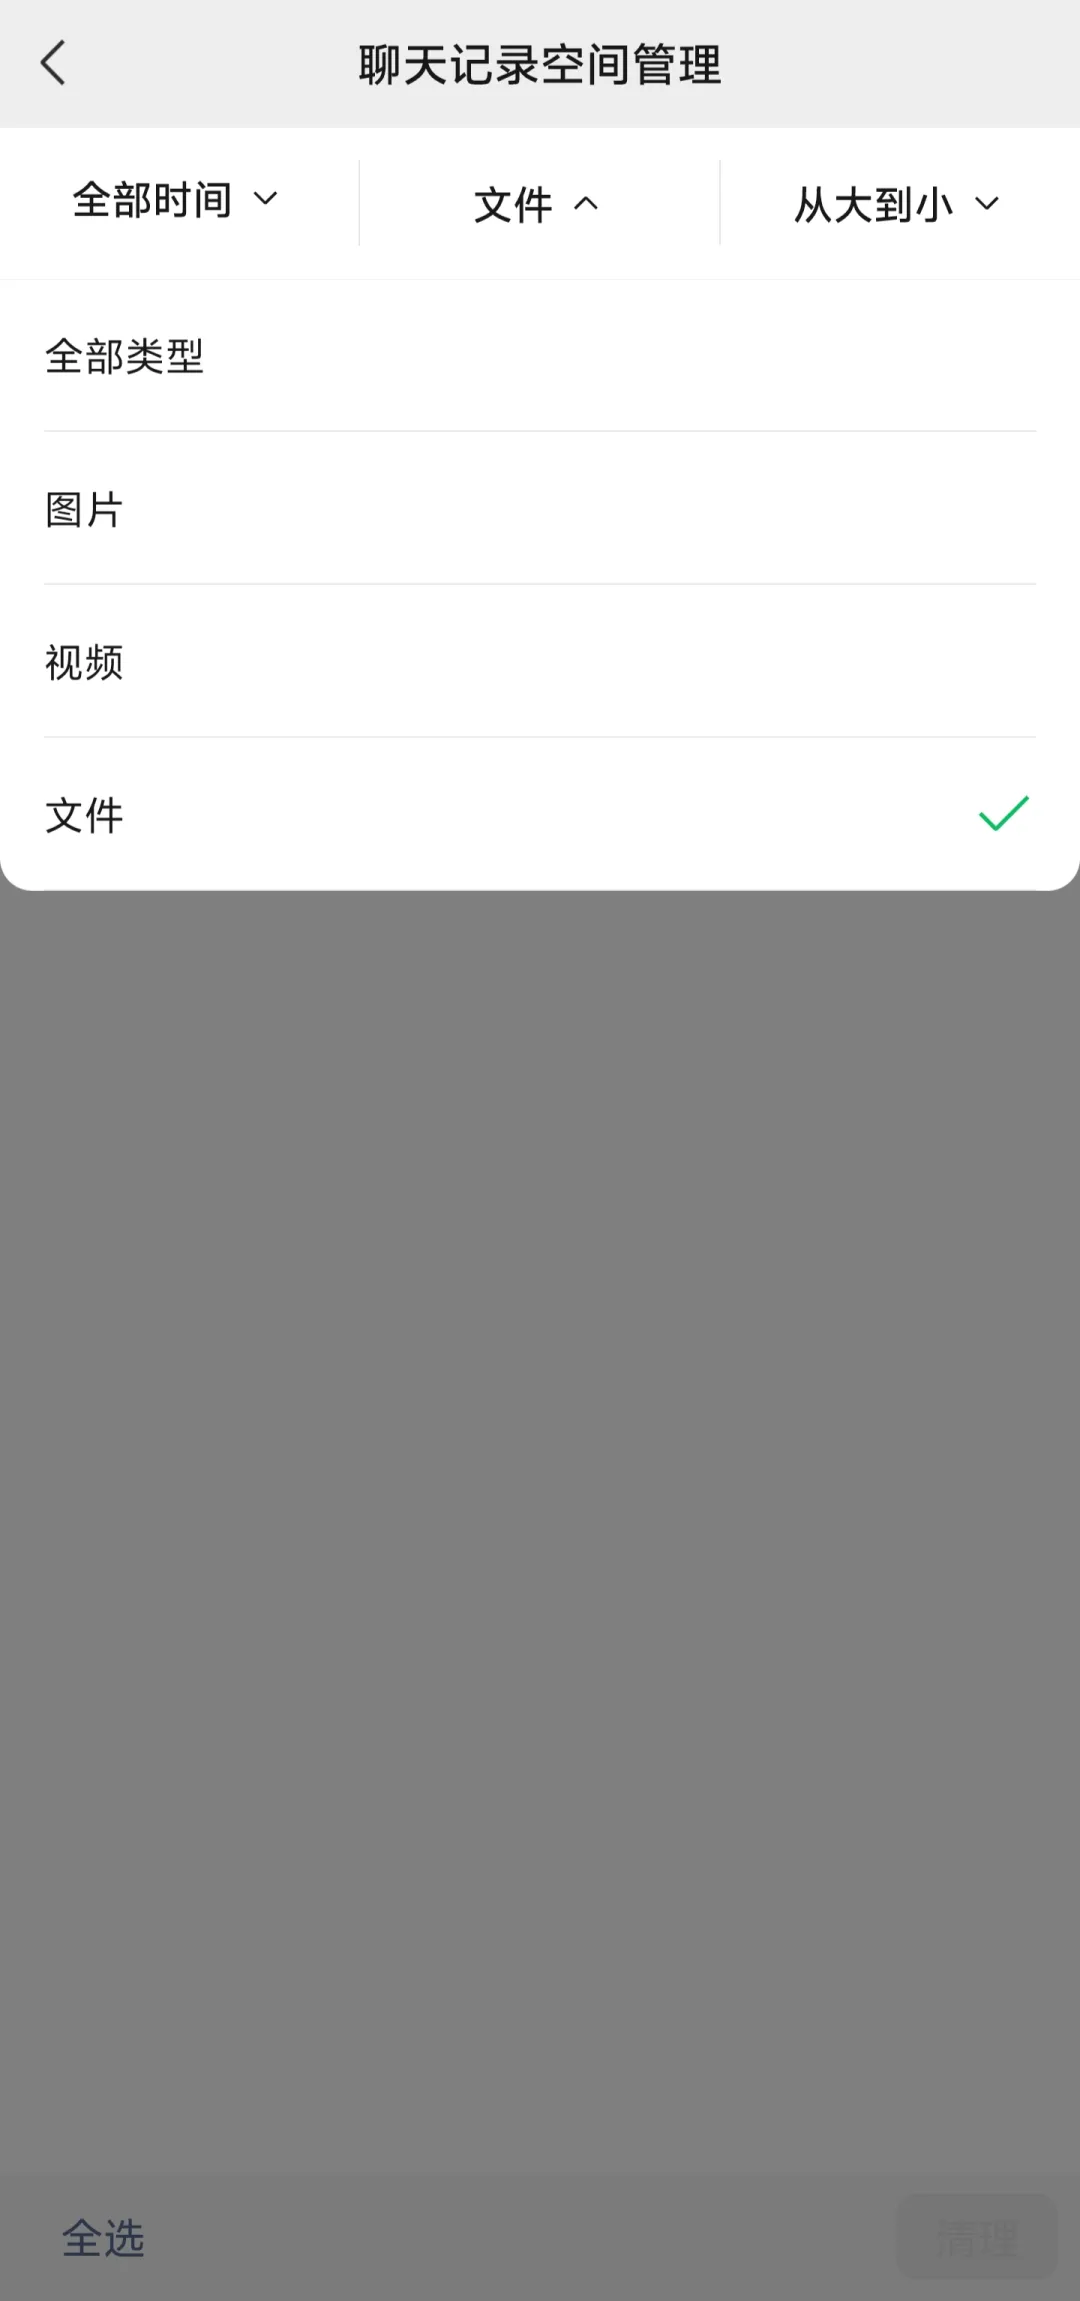 聊天记录空间管理
全部时间 文件 从大到小
全部类型
图片
视频
文件
全选 清理